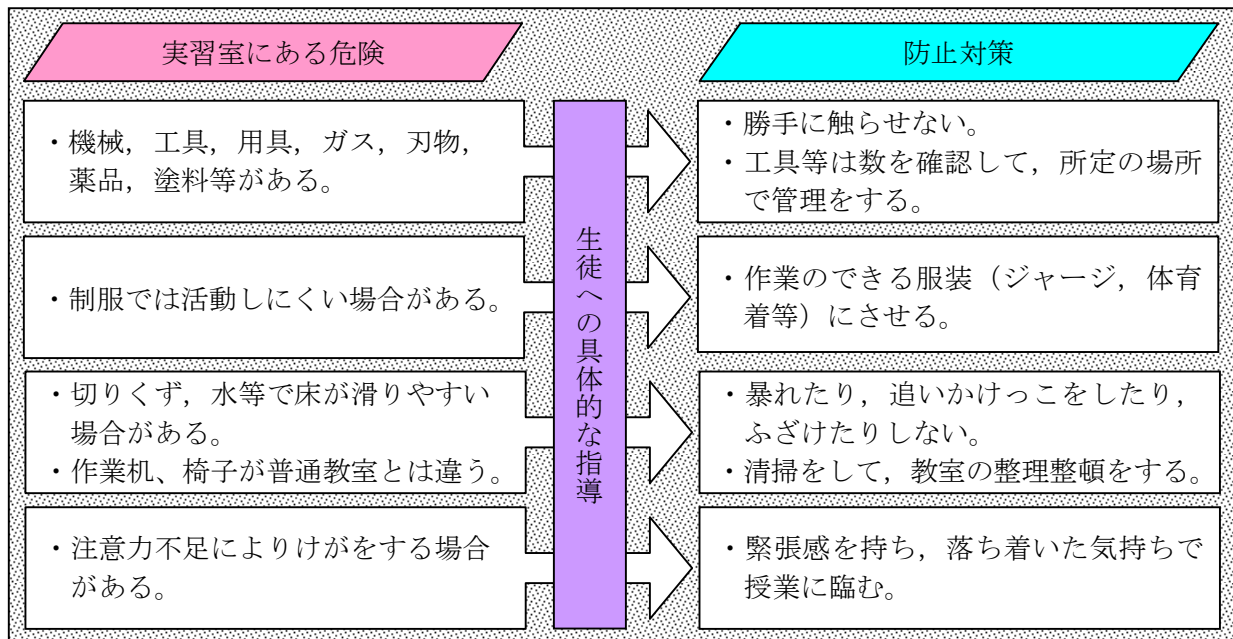 実習室にある危険
防止対策
・機械，工具，用具，ガス，刃物，
薬品，塗料等がある。
・勝手に触らせない。
・工具等は数を確認して，所定の場所
で管理をする。
・制服では活動しにくい場合がある。
・作業のできる服装（ジャージ，体育
着等）にさせる。
・切りくず，水等で床が滑りやすい
場合がある。
・作業机、椅子が普通教室とは違う。
・暴れたり，追いかけっこをしたり，
ふざけたりしない。
・清掃をして，教室の整理整頓をする。
・注意力不足によりけがをする場合
がある。
・緊張感を持ち，落ち着いた気持ちで
授業に臨む。
生徒への具体的な指導